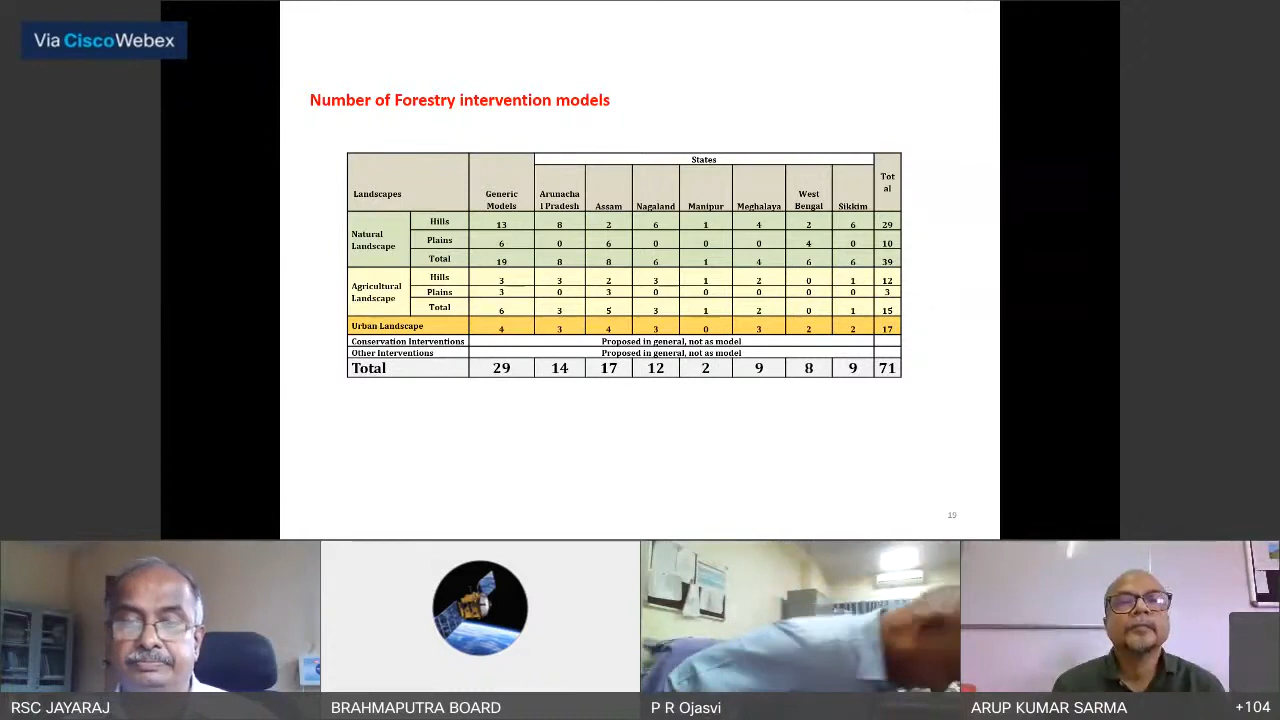 Via CiscoWebex
Number of Forestry intervention models
Landscapes
Generic
Models
States
Tot
al
Arunacha
l Pradesh
Assam
Nagaland
Manipur
Meghalaya
West
Bengal
Sikkim
Natural
Landscape
Hills 13 8 2 6 1 4 2 6 29
Plains 6 0 6 0 0 0 4 0 10
Total 19 8 8 6 1 4 6 6 39
Agricultural
Landscape
Hills 3 3 2 3 1 2 0 1 12
Plains 3 0 3 0 0 0 0 0 3
Total 6 3 5 3 1 2 0 1 15
Urban Landscape 4 3 4 3 0 3 2 2 17
Conservation Interventions Proposed in general, not as model
Other Interventions Proposed in general, not as model
Total 29 14 17 12 2 9 8 9 71
19
RSC JAYARAJ
BRAHMAPUTRA BOARD
P R Ojasvi
ARUP KUMAR SARMA
+104